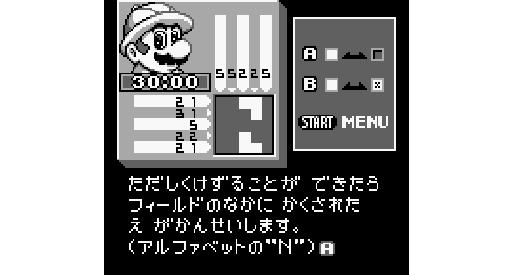 30:00
5 5 2 2 5
2 1
3 1
5
2 2
2 1
A
B
START MENU
ただしくけずることが できたら
フィールドのなかに かくされた
え がかんせいします。
(アルファベットの"N") A